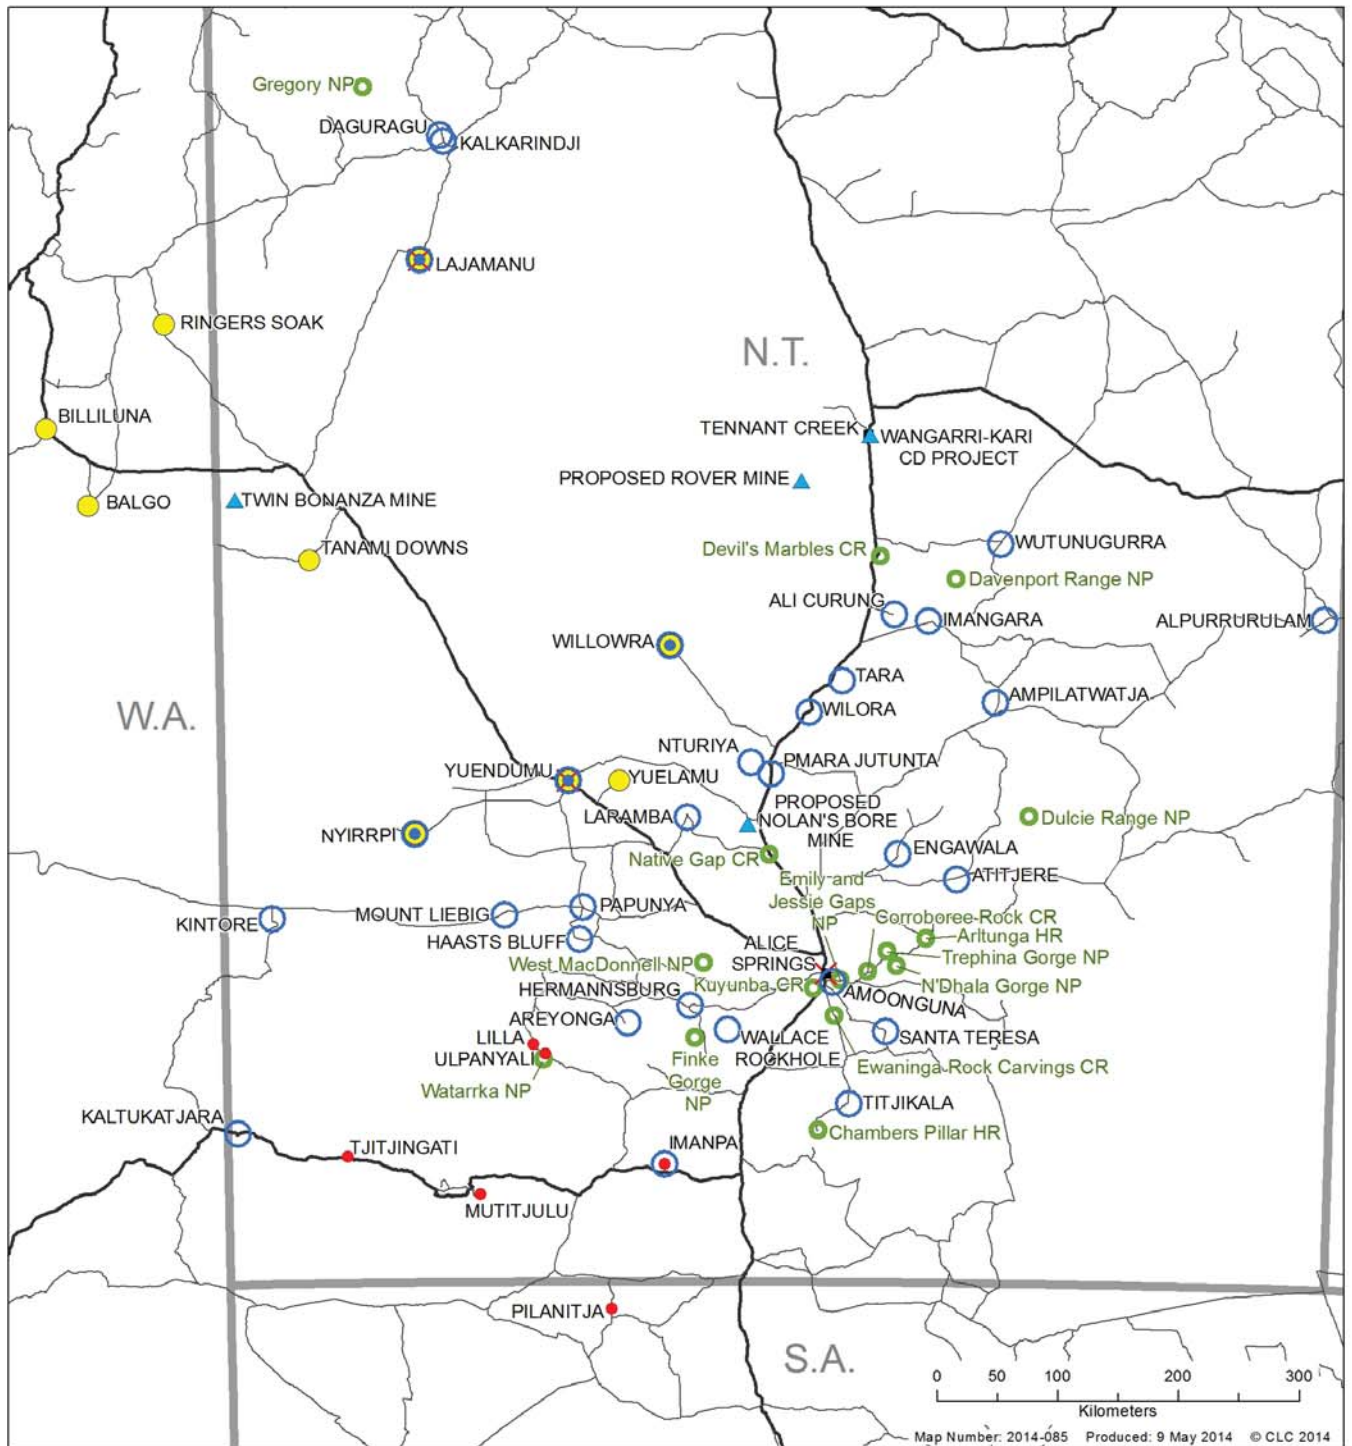 Gregory NP
DAGURAGU
KALKARINDJI
LAJAMANU
RINGERS SOAK
N.T.
BILLILUNA
TENNANT CREEK
WANGARRI-KARI
CD PROJECT
PROPOSED ROVER MINE
BALGO
TWIN BONANZA MINE
TANAMI DOWNS
WUTUNUGURRA
Devil's Marbles CR
Davenport Range NP
ALI CURUNG
IMANGARA
ALPURRURULAM
WILLOWRA
TARA
AMPILATWATJA
W.A.
WILORA
NTURIYA
PMARA JUTUNTA
YUENDUMU
YUELAMU
PROPOSED
NOLAN'S BORE
MINE
LARAMBA
Dulcie Range NP
NYIRRPI
ENGAWALA
Native Gap CR
ATITJERE
Emily and
Jessie Gaps
NP
KINTORE
MOUNT LIEBIG
PAPUNYA
Corroboree Rock CR
Arltunga HR
HAASTS BLUFF
ALICE
SPRINGS
Trephina Gorge NP
West MacDonnell NP
Kuyunba CR
N'Dhala Gorge NP
HERMANNSBURG
AMOONGUNA
AREYONGA
WALLACE
ROCKHOLE
SANTA TERESA
LILLA
ULPANYALI
Finke
Gorge
NP
Ewaninga Rock Carvings CR
Watarrka NP
TITJIKALA
KALTUKATJARA
Chambers Pillar HR
TJITJINGATI
IMANPA
MUTITJULU
PILANITJA
S.A.
0 50 100 200 300
Kilometers
Map Number: 2014-085 Produced: 9 May 2014 © CLC 2014